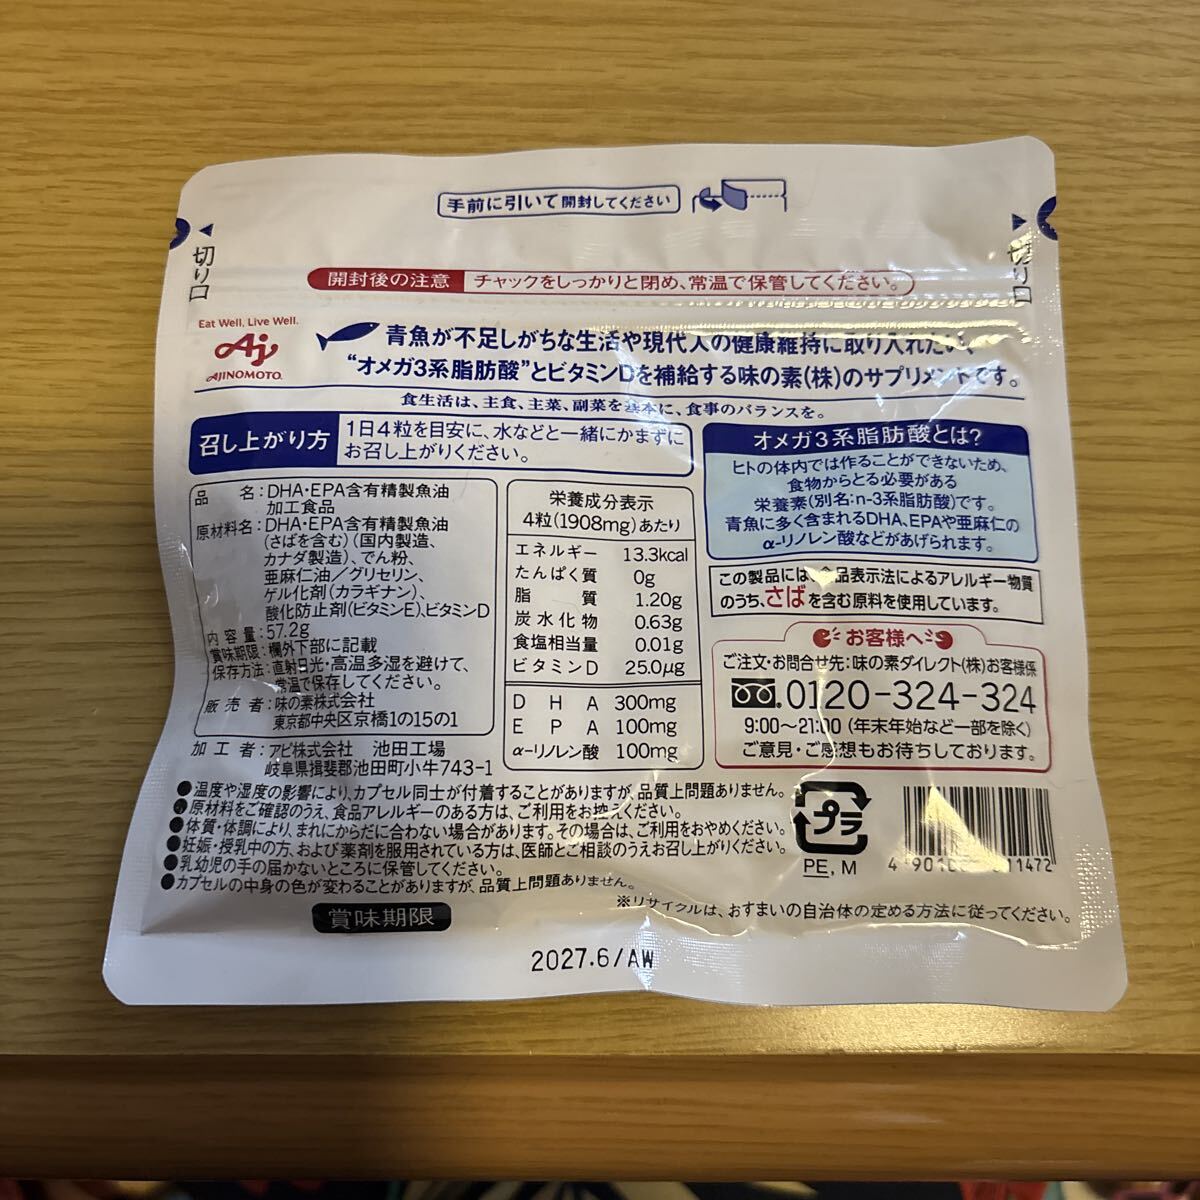 手前に引いて開封してください
切り口
切り口
開封後の注意 チャックをしっかりと閉め、常温で保管してください。
Eat Well, Live Well.
Aj
AJINOMOTO
青魚が不足しがちな生活や現代人の健康維持に取り入れたい、
“オメガ3系脂肪酸”とビタミンDを補給する味の素(株)のサプリメントです。
食生活は、主食、主菜、副菜を基本に、食事のバランスを。
召し上がり方
1日4粒を目安に、水などと一緒にかまずに
お召し上がりください。
品 名:DHA・EPA含有精製魚油
加工食品
原材料名:DHA・EPA含有精製魚油
(さばを含む)(国内製造、
カナダ製造)、でん粉、
亜麻仁油/グリセリン、
ゲル化剤(カラギナン)、
酸化防止剤(ビタミンE)、ビタミンD
内容量:57.2g
賞味期限:欄外下部に記載
保存方法:直射日光・高温多湿を避けて、
常温で保存してください。
販売者:味の素株式会社
東京都中央区京橋1の15の1
加工者:アピ株式会社 池田工場
岐阜県揖斐郡池田町小牛743-1
栄養成分表示
4粒(1908mg)あたり
エネルギー 13.3kcal
たんぱく質 0g
脂質 1.20g
炭水化物 0.63g
食塩相当量 0.01g
ビタミンD 25.0μg
DHA 300mg
EPA 100mg
α-リノレン酸 100mg
オメガ3系脂肪酸とは?
ヒトの体内では作ることができないため、
食物からとる必要がある
栄養素(別名:n-3系脂肪酸)です。
青魚に多く含まれるDHA、EPAや亜麻仁の
α-リノレン酸などがあげられます。
この製品には、食品表示法によるアレルギー物質
のうち、さばを含む原料を使用しています。
お客様へ
ご注文・お問合せ先:味の素ダイレクト(株)お客様係
0120-324-324
9:00〜21:00 (年末年始など一部を除く)
ご意見・ご感想もお待ちしております。
●温度や湿度の影響により、カプセル同士が付着することがありますが、品質上問題ありません。
●原材料をご確認のうえ、食品アレルギーのある方は、ご利用をお控えください。
●体質・体調により、まれにからだに合わない場合があります。その場合は、ご利用をおやめください。
●妊娠・授乳中の方、および薬剤を服用されている方は、医師とご相談のうえお召し上がりください。
●乳幼児の手の届かないところに保管してください。
●カプセルの中身の色が変わることがありますが、品質上問題ありません。
プラ
PE, M
※リサイクルは、おすまいの自治体の定める方法に従ってください。
賞味期限
2027.6/AW